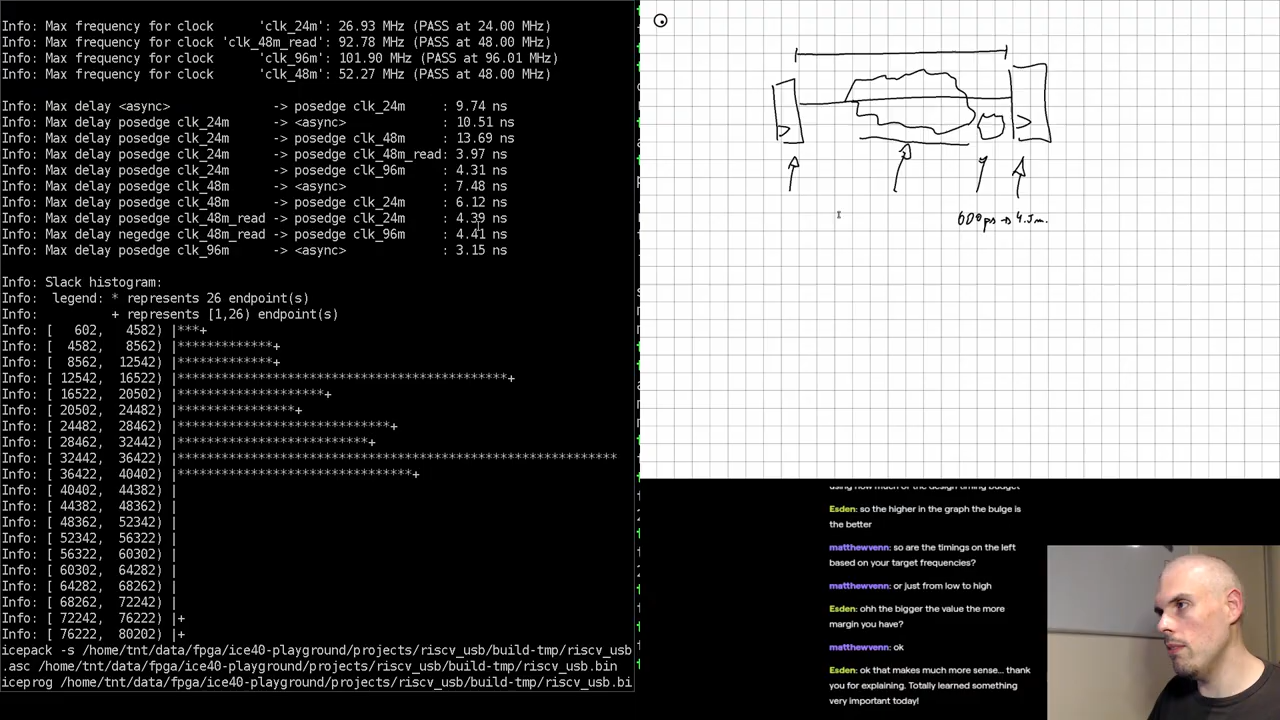 Info: Max frequency for clock 'clk_24m': 26.93 MHz (PASS at 24.00 MHz)
Info: Max frequency for clock 'clk_48m_read': 92.78 MHz (PASS at 48.00 MHz)
Info: Max frequency for clock 'clk_96m': 101.90 MHz (PASS at 96.01 MHz)
Info: Max frequency for clock 'clk_48m': 52.27 MHz (PASS at 48.00 MHz)
Info: Max delay <async> -> posedge clk_24m : 9.74 ns
Info: Max delay posedge clk_24m -> <async> : 10.51 ns
Info: Max delay posedge clk_24m -> posedge clk_48m : 13.69 ns
Info: Max delay posedge clk_24m -> posedge clk_48m_read: 3.97 ns
Info: Max delay posedge clk_24m -> posedge clk_96m : 4.31 ns
Info: Max delay posedge clk_48m -> <async> : 7.48 ns
Info: Max delay posedge clk_48m -> posedge clk_24m : 6.12 ns
Info: Max delay posedge clk_48m_read -> posedge clk_24m : 4.39 ns
Info: Max delay negedge clk_48m_read -> posedge clk_96m : 4.41 ns
Info: Max delay posedge clk_96m -> <async> : 3.15 ns
Info: Slack histogram:
Info: legend: * represents 26 endpoint(s)
Info: + represents [1,26) endpoint(s)
Info: [ 602, 4582) |***+
Info: [ 4582, 8562) |*************+
Info: [ 8562, 12542) |*************+
Info: [ 12542, 16522) |******************************************+
Info: [ 16522, 20502) |*******************+
Info: [ 20502, 24482) |***************+
Info: [ 24482, 28462) |***************************+
Info: [ 28462, 32442) |************************+
Info: [ 32442, 36422) |*******************************************************
Info: [ 36422, 40402) |******************************+
Info: [ 40402, 44382) |
Info: [ 44382, 48362) |
Info: [ 48362, 52342) |
Info: [ 52342, 56322) |
Info: [ 56322, 60302) |
Info: [ 60302, 64282) |
Info: [ 64282, 68262) |
Info: [ 68262, 72242) |
Info: [ 72242, 76222) |+
Info: [ 76222, 80202) |+
icepack -s /home/tnt/data/fpga/ice40-playground/projects/riscv_usb/build-tmp/riscv_usb
.asc /home/tnt/data/fpga/ice40-playground/projects/riscv_usb/build-tmp/riscv_usb.bin
iceprog /home/tnt/data/fpga/ice40-playground/projects/riscv_usb/build-tmp/riscv_usb.bi
600ps
using how much of the design timing budget
Esden: so the higher in the graph the bulge is
the better
matthewvenn: so are the timings on the left
based on your target frequencies?
matthewvenn: or just from low to high
Esden: ohh the bigger the value the more
margin you have?
matthewvenn: ok
Esden: ok that makes much more sense... thank
you for explaining. Totally learned something
very important today!